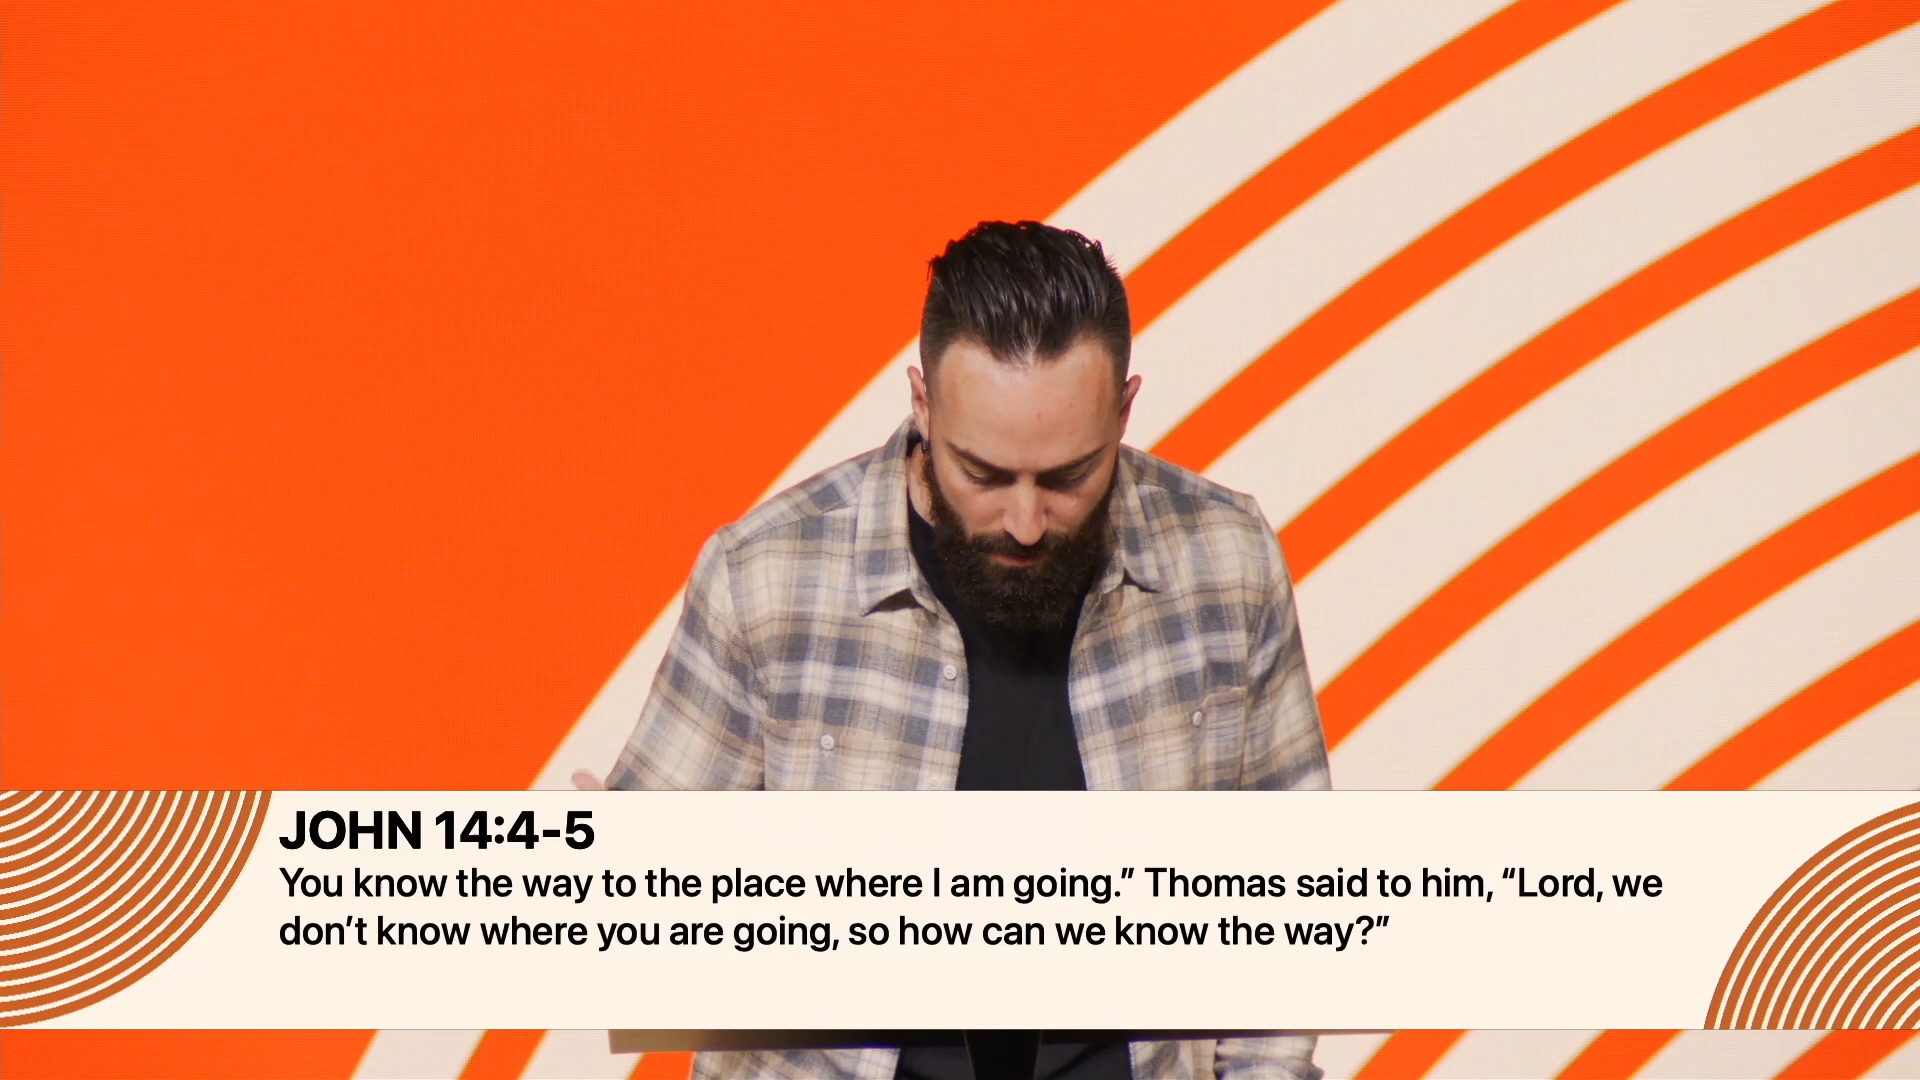 JOHN 14:4-5
You know the way to the place where I am going.” Thomas said to him, “Lord, we
don’t know where you are going, so how can we know the way?”